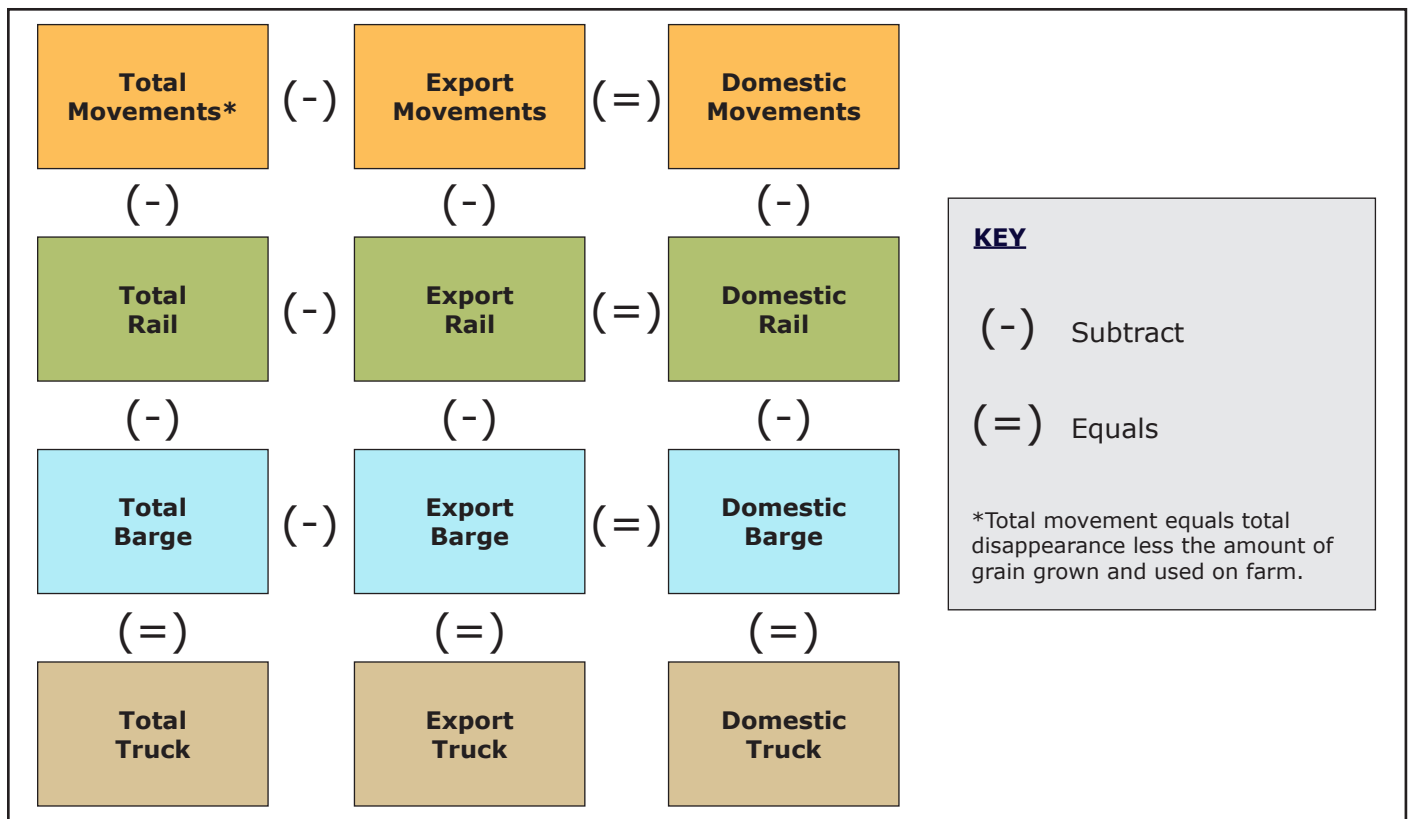 Total
Movements*
(-)
Export
Movements
(=)
Domestic
Movements
(-)
(-)
(-)
Total
Rail
(-)
Export
Rail
(=)
Domestic
Rail
(-)
(-)
(-)
Total
Barge
(-)
Export
Barge
(=)
Domestic
Barge
(=)
(=)
(=)
Total
Truck
Export
Truck
Domestic
Truck
KEY
(-) Subtract
(=) Equals
*Total movement equals total
disappearance less the amount of
grain grown and used on farm.